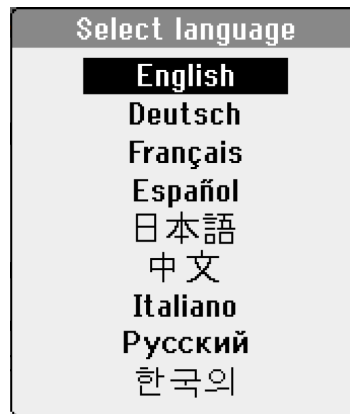 Select language
English
Deutsch
Français
Español
日本語
中文
Italiano
Русский
한국의